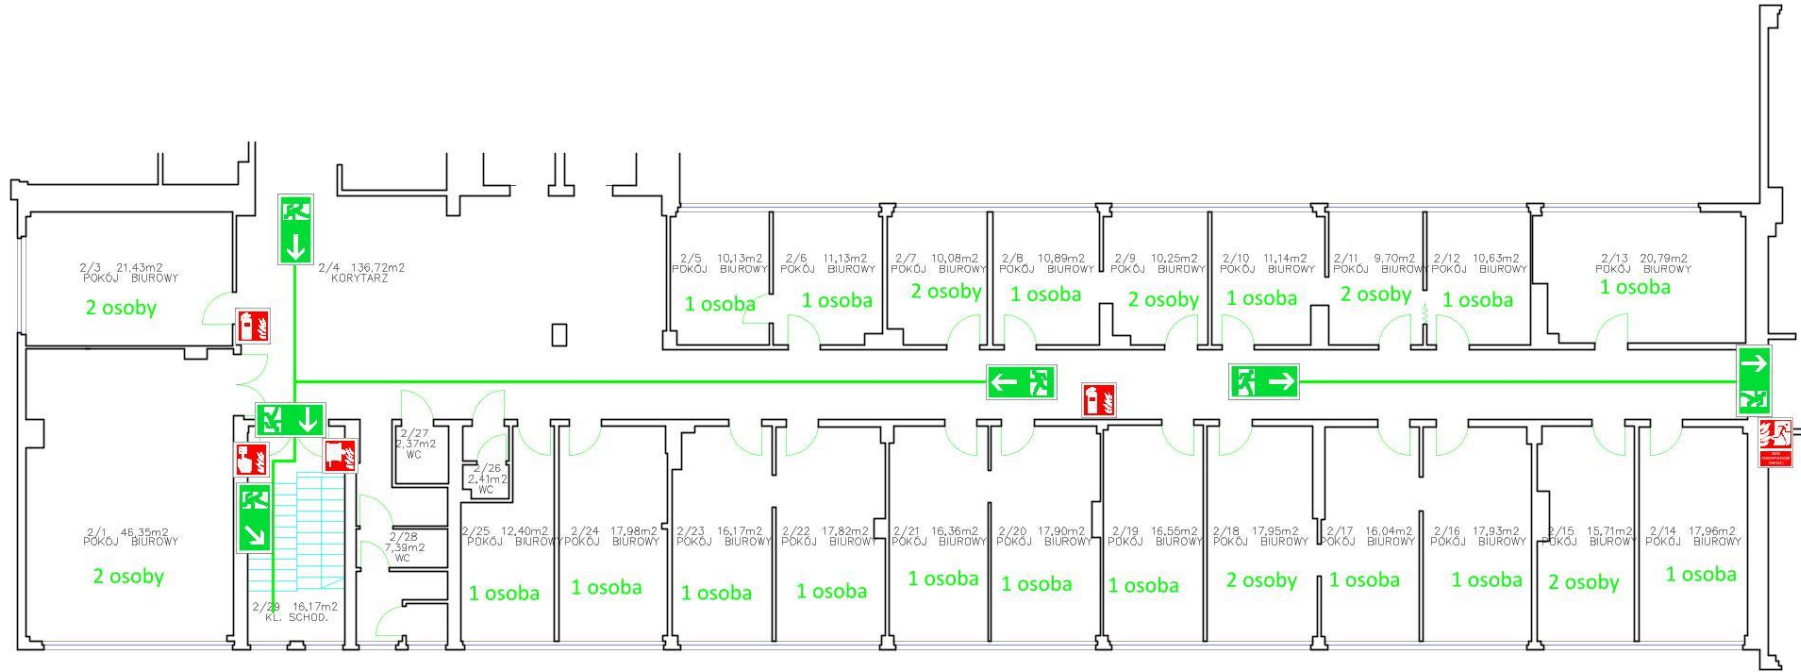 2/3 21,43m2
POKÓJ BIUROWY
2 osoby
2/4 136.72m2
KORYTARZ
2/5 10,13m2
POKÓJ BIUROWY
1 osoba
2/6 11,13m2
POKÓJ BIUROWY
1 osoba
2/7 10,08m2
POKÓJ BIUROWY
2 osoby
2/8 10,89m2
POKÓJ BIUROWY
1 osoba
2/9 10,25m2
POKÓJ BIUROWY
2 osoby
2/10 11,14m2
POKÓJ BIUROWY
1 osoba
2/11 9,70m2
POKÓJ BIUROWY
2 osoby
2/12 10,63m2
POKÓJ BIUROWY
1 osoba
2/13 20,79m2
POKÓJ BIUROWY
1 osoba
2/27
2,37m2
WC
2/26
2,41m2
WC
2/1 46,35m2
POKÓJ BIUROWY
2 osoby
2/29 16,17m2
KL. SCHOD.
2/28
7,39m2
WC
2/25 12,40m2
POKÓJ BIUROWY
1 osoba
2/24 17,98m2
POKÓJ BIUROWY
1 osoba
2/23 16,17m2
POKÓJ BIUROWY
1 osoba
2/22 17,82m2
POKÓJ BIUROWY
1 osoba
2/21 16,36m2
POKÓJ BIUROWY
1 osoba
2/20 17,90m2
POKÓJ BIUROWY
1 osoba
2/19 16,55m2
POKÓJ BIUROWY
1 osoba
2/18 17,95m2
POKÓJ BIUROWY
2 osoby
2/17 16,04m2
POKÓJ BIUROWY
1 osoba
2/16 17,93m2
POKÓJ BIUROWY
1 osoba
2/15 15,71m2
POKÓJ BIUROWY
2 osoby
2/14 17,96m2
POKÓJ BIUROWY
1 osoba